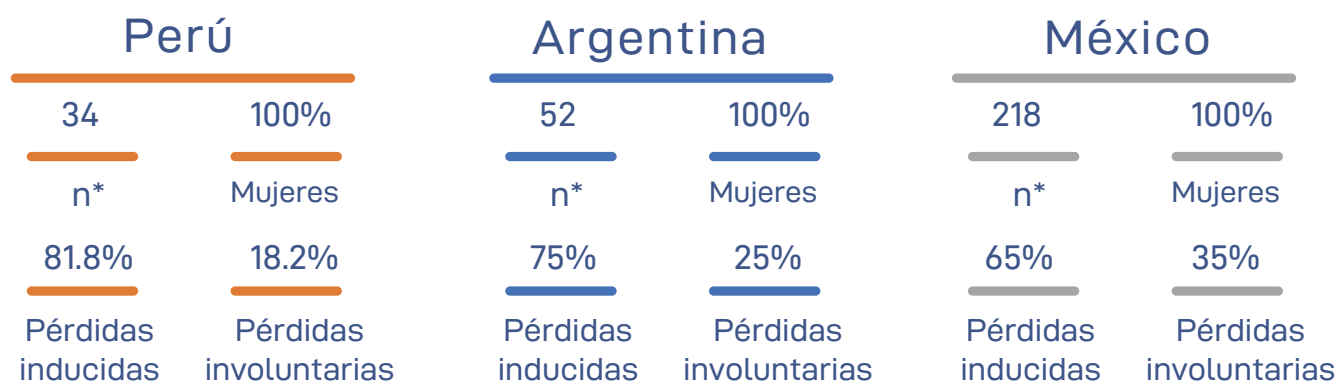 Perú
34 100%
n* Mujeres
81.8% 18.2%
Pérdidas Pérdidas
inducidas involuntarias
Argentina
52 100%
n* Mujeres
75% 25%
Pérdidas Pérdidas
inducidas involuntarias
México
218 100%
n* Mujeres
65% 35%
Pérdidas Pérdidas
inducidas involuntarias